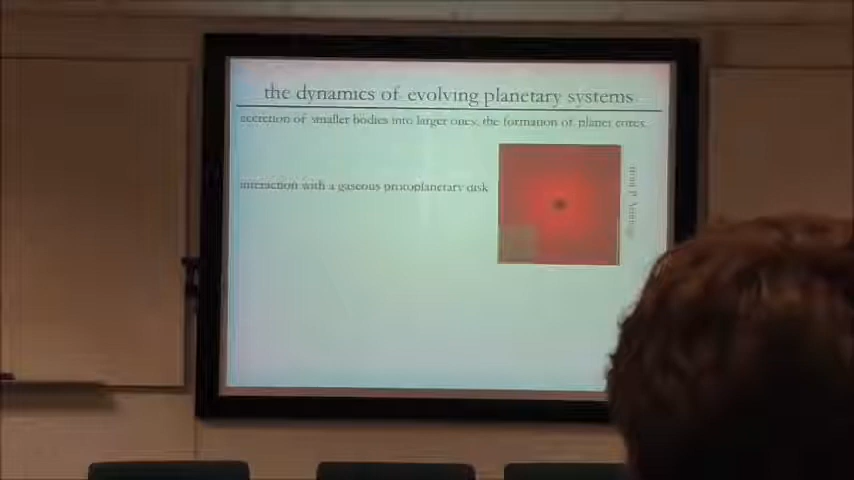 the dynamics of evolving planetary systems
accretion of smaller bodies into larger ones, the formation of planet cores.
interaction with a gaseous protoplanetary disk
from P.